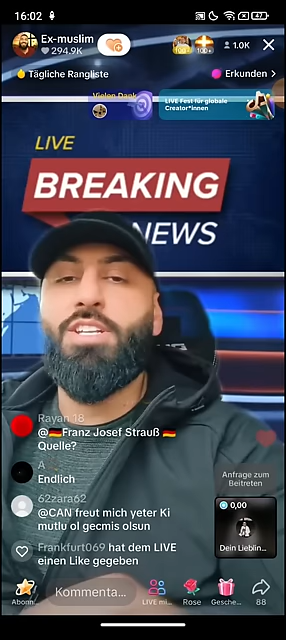 16:02
47
Ex-muslim
294,9K
100+
1.0K
Tägliche Rangliste
Erkunden >
Vielen Dank
LIVE Fest für globale
Creator*innen
LIVE
BREAKING
NEWS
Rayan 18
@🇩🇪Franz Josef Strauß 🇩🇪
Quelle?
A
Endlich
62zara62
@CAN freut mich yeter Ki
mutlu ol gecmis olsun
Frankfurt069 hat dem LIVE
einen Like gegeben
Anfrage zum
Beitreten
0,00
Dein Lieblin...
Abonn
Kommenta...
LIVE mi...
Rose
Gesche...
88